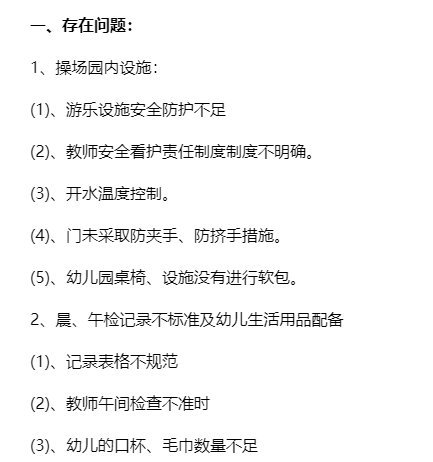 一、存在问题：
1、操场园内设施：
(1)、游乐设施安全防护不足
(2)、教师安全看护责任制度制度不明确。
(3)、开水温度控制。
(4)、门未采取防夹手、防挤手措施。
(5)、幼儿园桌椅、设施没有进行软包。
2、晨、午检记录不标准及幼儿生活用品配备
(1)、记录表格不规范
(2)、教师午间检查不准时
(3)、幼儿的口杯、毛巾数量不足